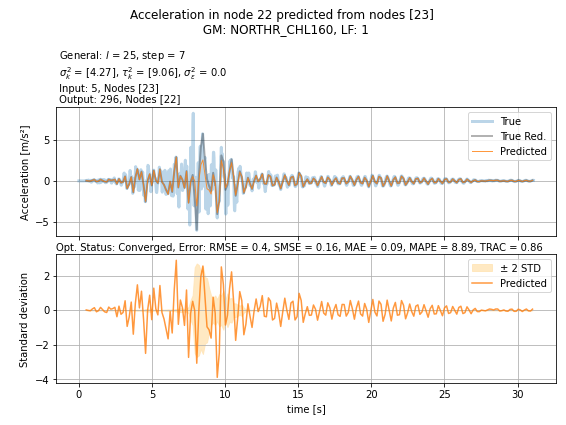 Acceleration in node 22 predicted from nodes [23]
GM: NORTHR_CHL160, LF: 1
General: l = 25, step = 7
σ²ₖ = [4.27], τ²ₖ = [9.06], σ²ε = 0.0
Input: 5, Nodes [23]
Output: 296, Nodes [22]
True
True Red.
Predicted
Acceleration [m/s²]
5
0
−5
Opt. Status: Converged, Error: RMSE = 0.4, SMSE = 0.16, MAE = 0.09, MAPE = 8.89, TRAC = 0.86
± 2 STD
Predicted
Standard deviation
2
0
−2
−4
0 5 10 15 20 25 30
time [s]